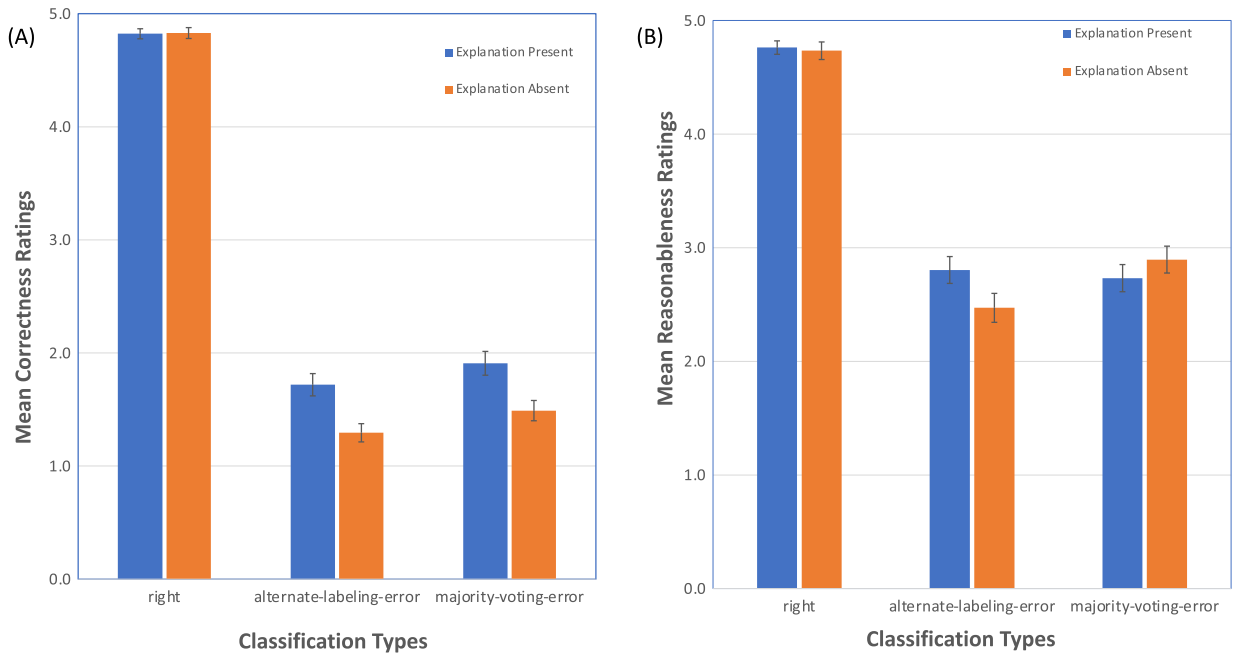 (A)
Mean Correctness Ratings
5.0
4.0
3.0
2.0
1.0
0.0
Explanation Present
Explanation Absent
right
alternate-labeling-error
majority-voting-error
Classification Types
(B)
Mean Reasonableness Ratings
5.0
4.0
3.0
2.0
1.0
0.0
Explanation Present
Explanation Absent
right
alternate-labeling-error
majority-voting-error
Classification Types